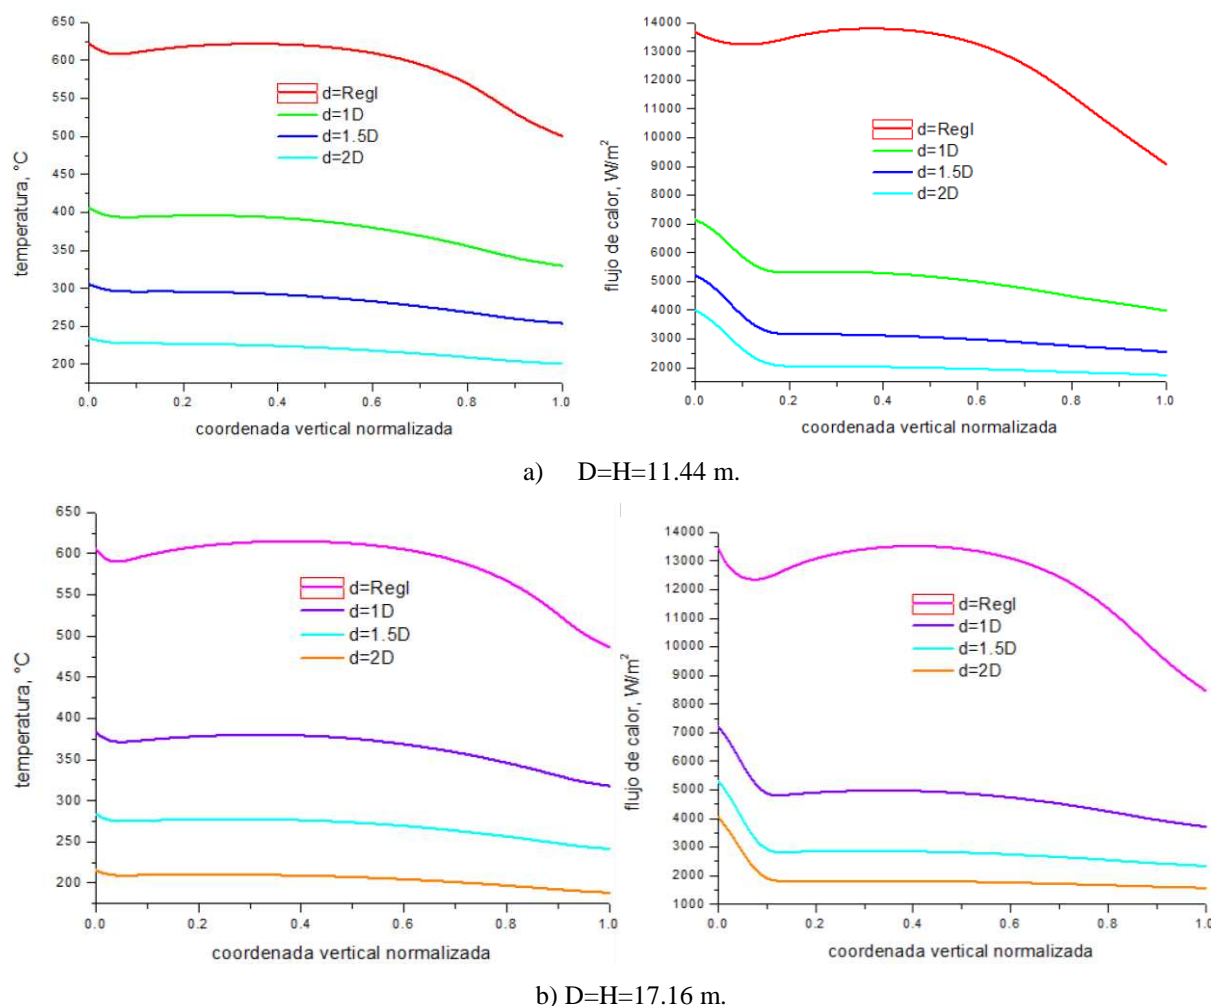 650
600
550
500
450
400
350
300
250
200
temperatura, °C
d=Regl
d=1D
d=1.5D
d=2D
0.0 0.2 0.4 0.6 0.8 1.0
coordenada vertical normalizada
14000
13000
12000
11000
10000
9000
8000
7000
6000
5000
4000
3000
2000
flujo de calor, W/m²
d=Regl
d=1D
d=1.5D
d=2D
0.0 0.2 0.4 0.6 0.8 1.0
coordenada vertical normalizada
a) D=H=11.44 m.
650
600
550
500
450
400
350
300
250
200
temperatura, °C
d=Regl
d=1D
d=1.5D
d=2D
0.0 0.2 0.4 0.6 0.8 1.0
coordenada vertical normalizada
14000
13000
12000
11000
10000
9000
8000
7000
6000
5000
4000
3000
2000
1000
flujo de calor, W/m²
d=Regl
d=1D
d=1.5D
d=2D
0.0 0.2 0.4 0.6 0.8 1.0
coordenada vertical normalizada
b) D=H=17.16 m.